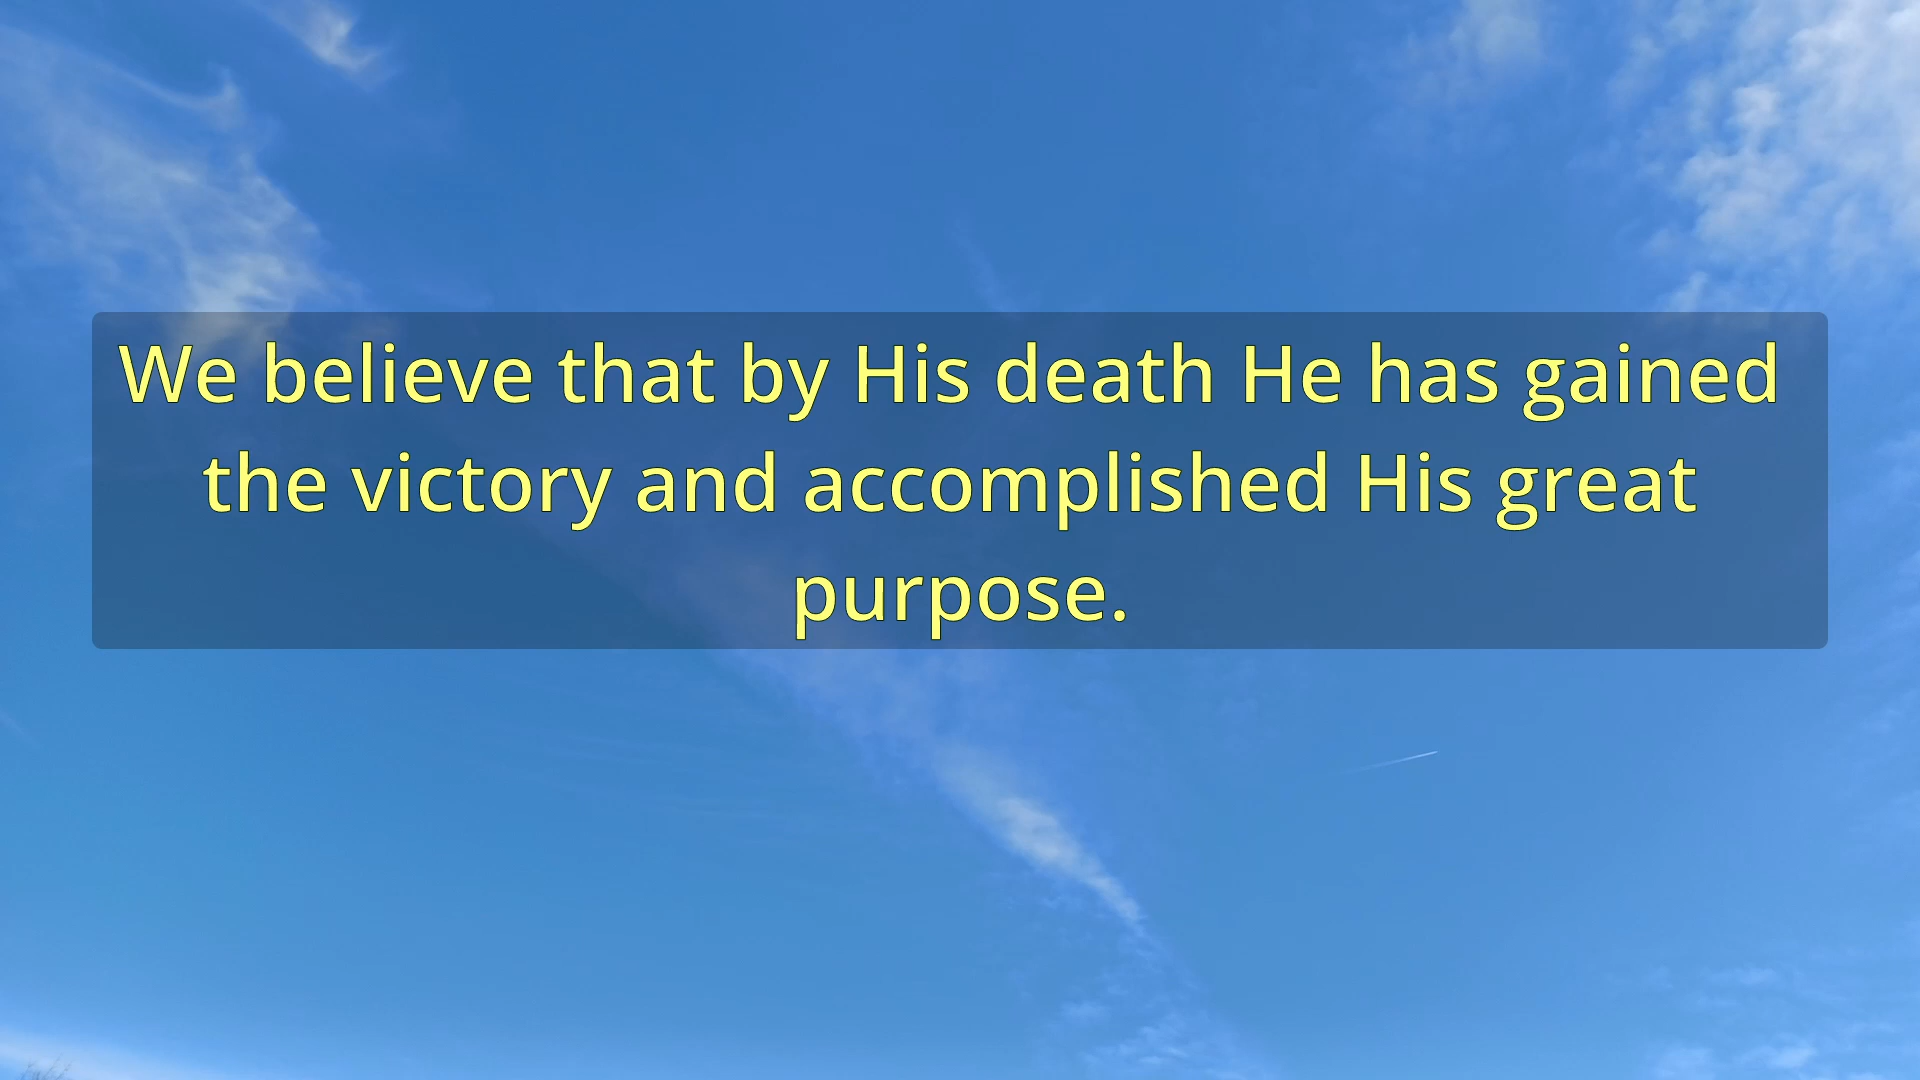 We believe that by His death He has gained
the victory and accomplished His great
purpose.